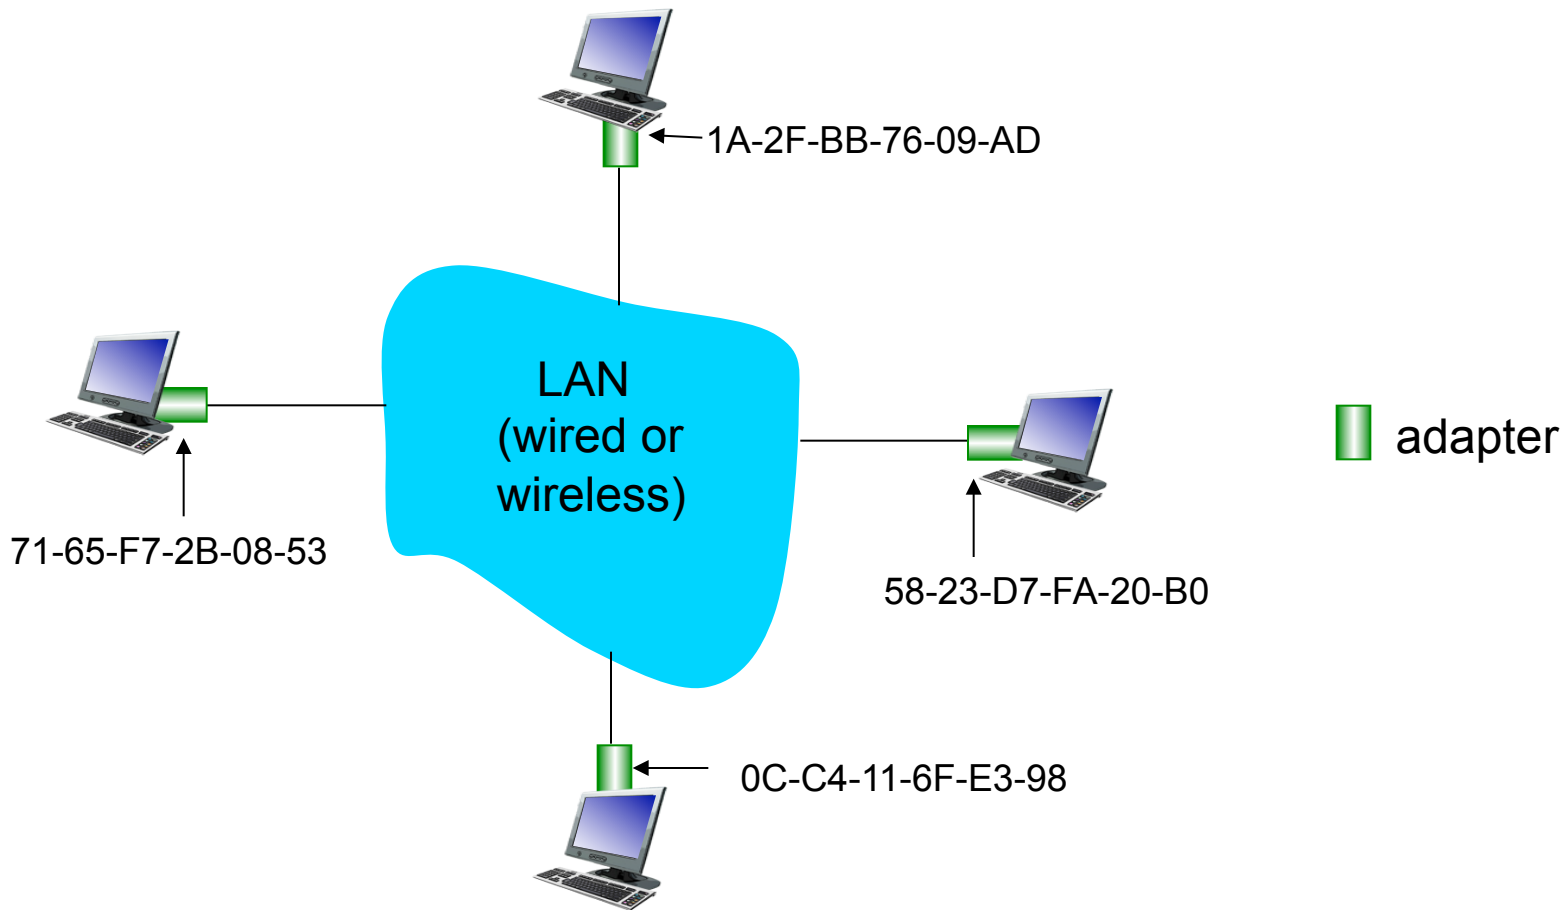 1A-2F-BB-76-09-AD
LAN
(wired or
wireless)
adapter
71-65-F7-2B-08-53
58-23-D7-FA-20-B0
0C-C4-11-6F-E3-98